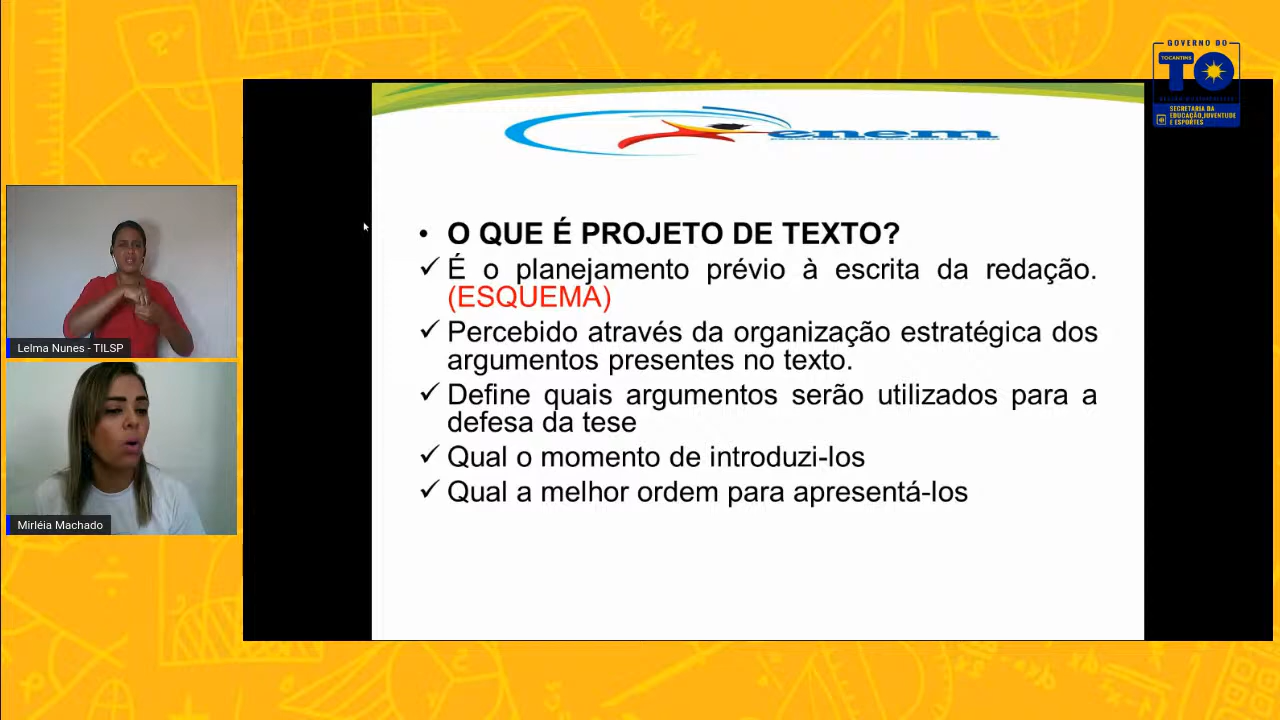 GOVERNO DO
TOCANTINS
TO
SECRETARIA DA
EDUCAÇÃO, JUVENTUDE
E ESPORTES
enem
• O QUE É PROJETO DE TEXTO?
✓ É o planejamento prévio à escrita da redação.
(ESQUEMA)
✓ Percebido através da organização estratégica dos
argumentos presentes no texto.
✓ Define quais argumentos serão utilizados para a
defesa da tese
✓ Qual o momento de introduzi-los
✓ Qual a melhor ordem para apresentá-los
Lelma Nunes - TILSP
Mirléia Machado